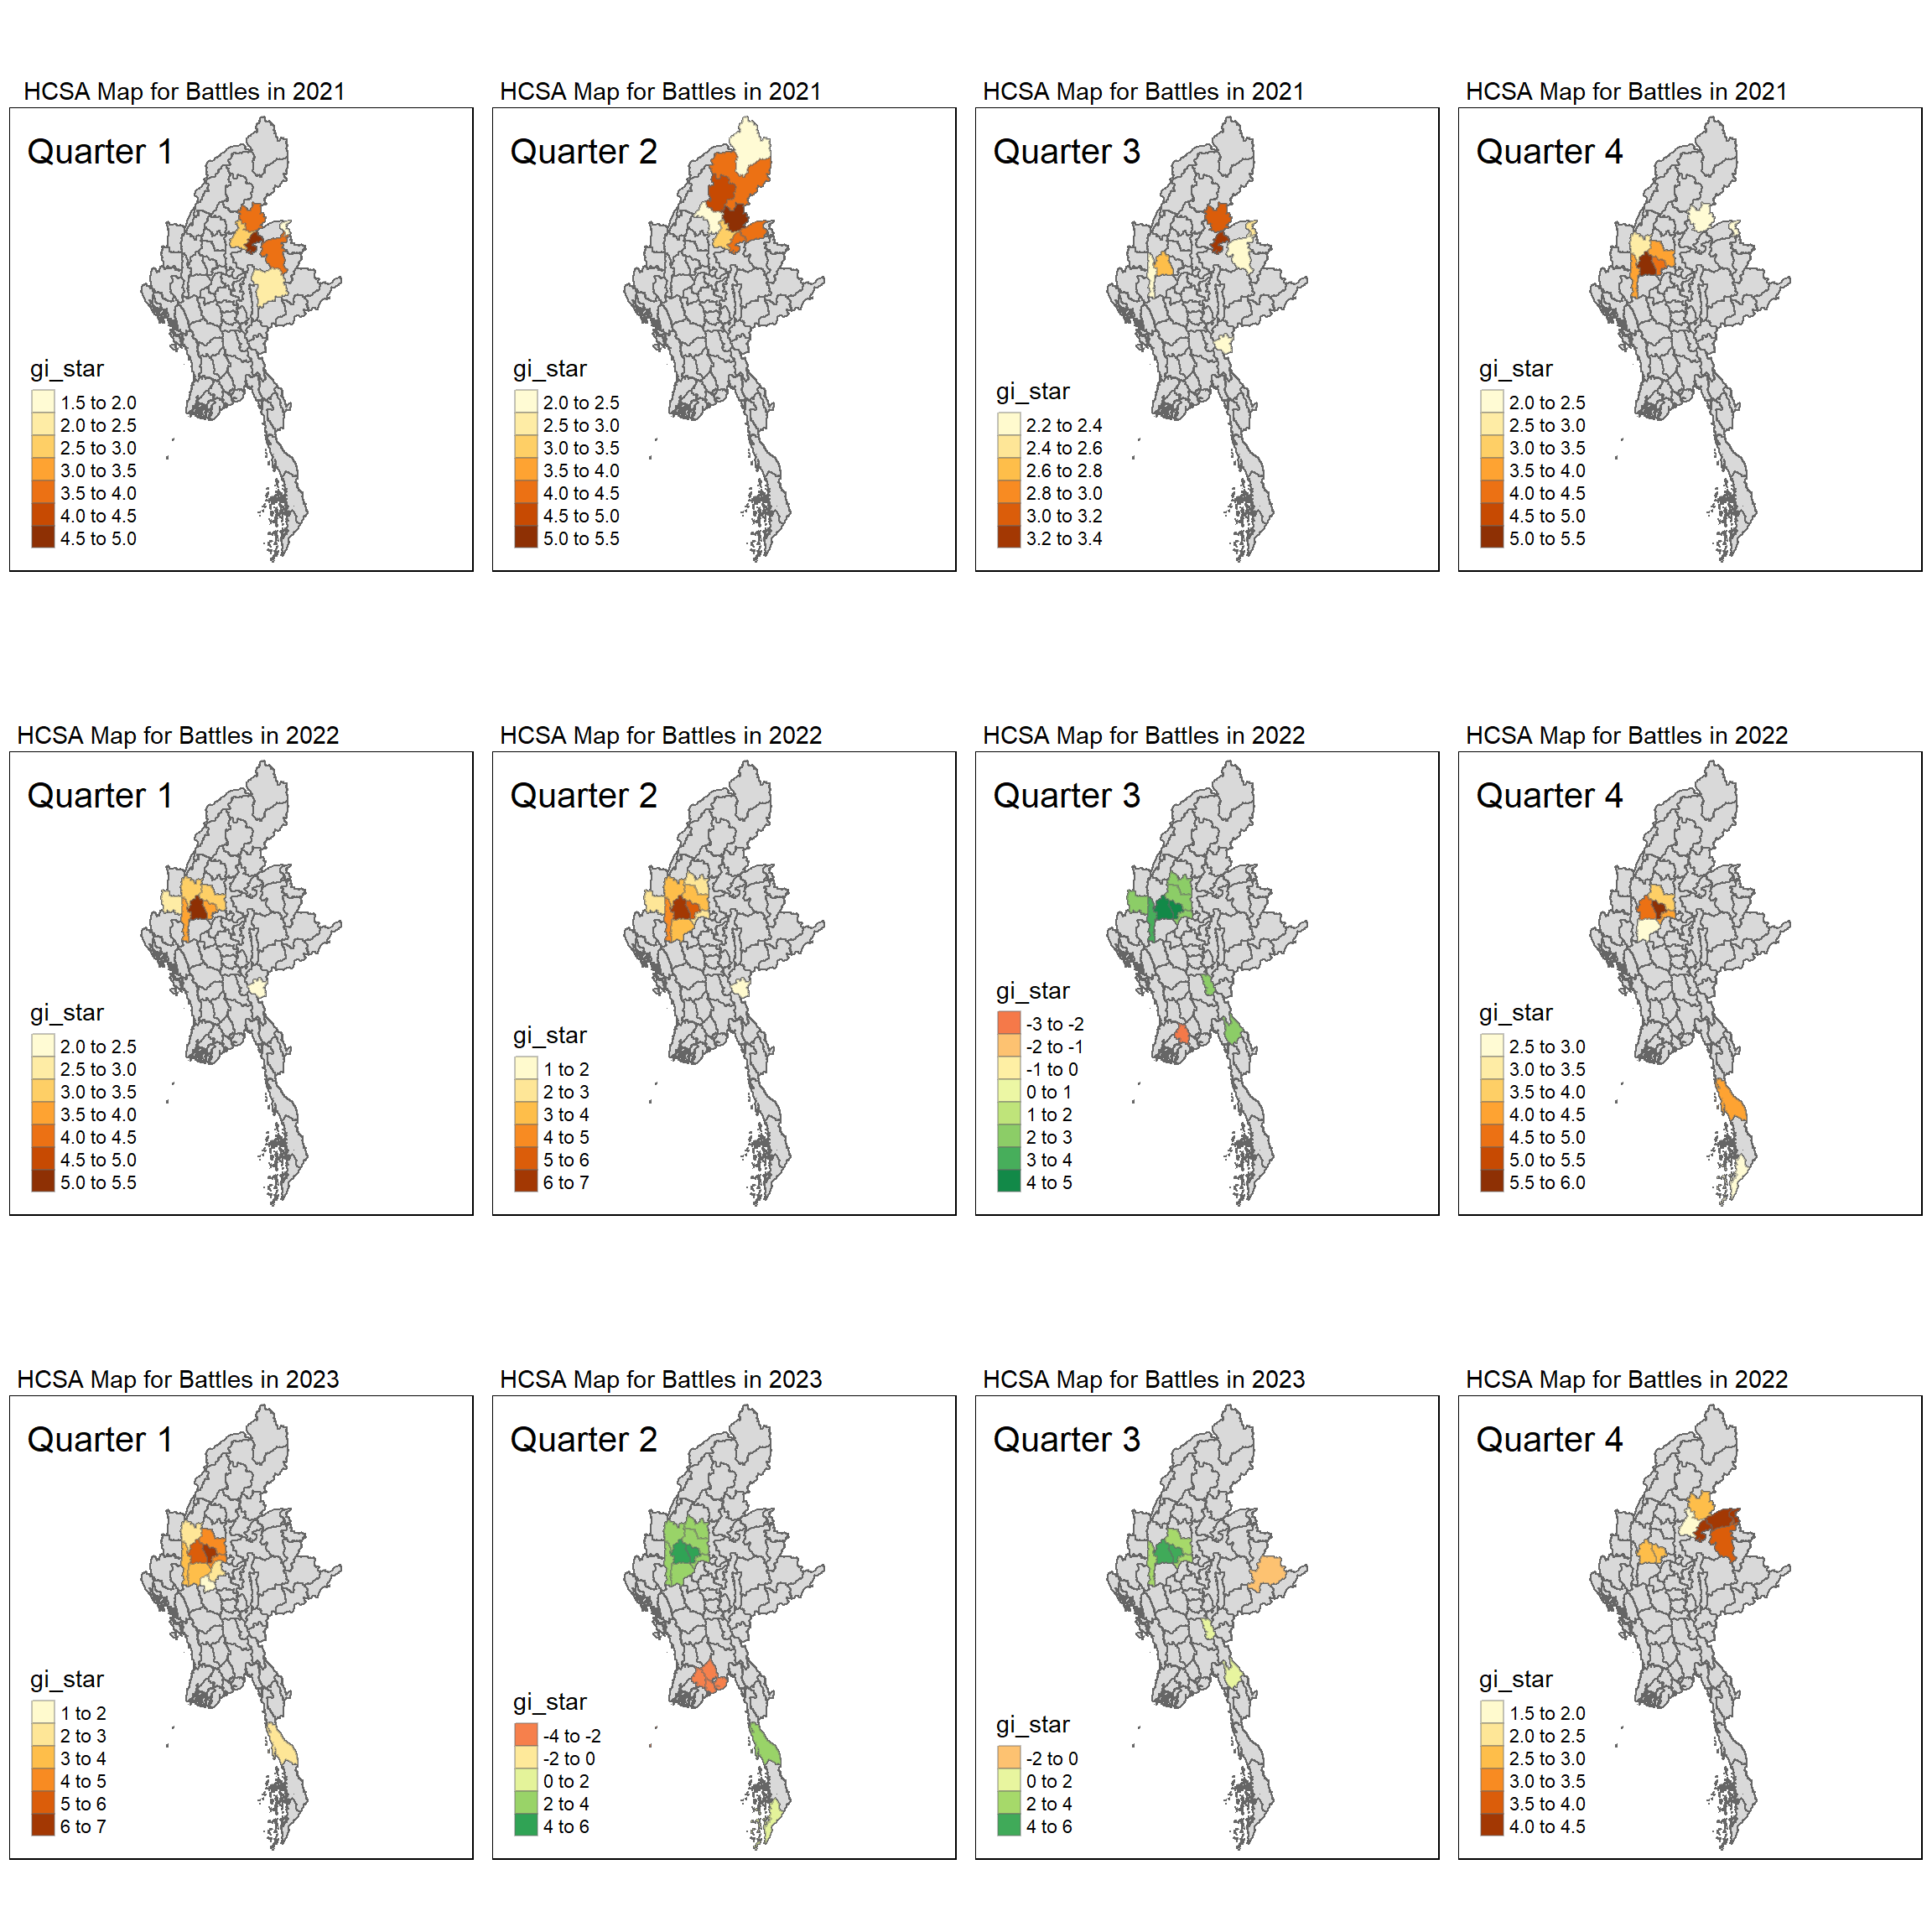 HCSA Map for Battles in 2021
Quarter 1
gi_star
1.5 to 2.0
2.0 to 2.5
2.5 to 3.0
3.0 to 3.5
3.5 to 4.0
4.0 to 4.5
4.5 to 5.0
HCSA Map for Battles in 2021
Quarter 2
gi_star
2.0 to 2.5
2.5 to 3.0
3.0 to 3.5
3.5 to 4.0
4.0 to 4.5
4.5 to 5.0
5.0 to 5.5
HCSA Map for Battles in 2021
Quarter 3
gi_star
2.2 to 2.4
2.4 to 2.6
2.6 to 2.8
2.8 to 3.0
3.0 to 3.2
3.2 to 3.4
HCSA Map for Battles in 2021
Quarter 4
gi_star
2.0 to 2.5
2.5 to 3.0
3.0 to 3.5
3.5 to 4.0
4.0 to 4.5
4.5 to 5.0
5.0 to 5.5
HCSA Map for Battles in 2022
Quarter 1
gi_star
2.0 to 2.5
2.5 to 3.0
3.0 to 3.5
3.5 to 4.0
4.0 to 4.5
4.5 to 5.0
5.0 to 5.5
HCSA Map for Battles in 2022
Quarter 2
gi_star
1 to 2
2 to 3
3 to 4
4 to 5
5 to 6
6 to 7
HCSA Map for Battles in 2022
Quarter 3
gi_star
-3 to -2
-2 to -1
-1 to 0
0 to 1
1 to 2
2 to 3
3 to 4
4 to 5
HCSA Map for Battles in 2022
Quarter 4
gi_star
2.5 to 3.0
3.0 to 3.5
3.5 to 4.0
4.0 to 4.5
4.5 to 5.0
5.0 to 5.5
5.5 to 6.0
HCSA Map for Battles in 2023
Quarter 1
gi_star
1 to 2
2 to 3
3 to 4
4 to 5
5 to 6
6 to 7
HCSA Map for Battles in 2023
Quarter 2
gi_star
-4 to -2
-2 to 0
0 to 2
2 to 4
4 to 6
HCSA Map for Battles in 2023
Quarter 3
gi_star
-2 to 0
0 to 2
2 to 4
4 to 6
HCSA Map for Battles in 2022
Quarter 4
gi_star
1.5 to 2.0
2.0 to 2.5
2.5 to 3.0
3.0 to 3.5
3.5 to 4.0
4.0 to 4.5